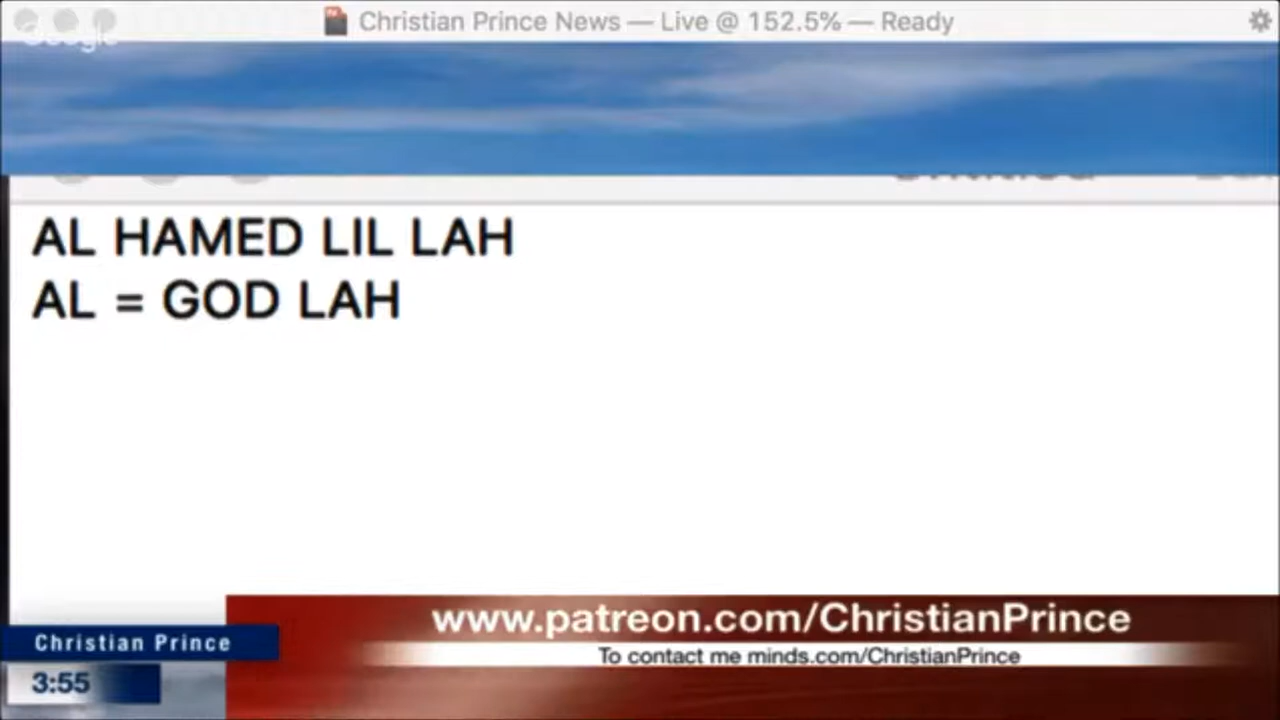 Christian Prince News — Live @ 152.5% — Ready
Google
AL HAMED LIL LAH
AL = GOD LAH
www.patreon.com/ChristianPrince
To contact me minds.com/ChristianPrince
Christian Prince
3:55